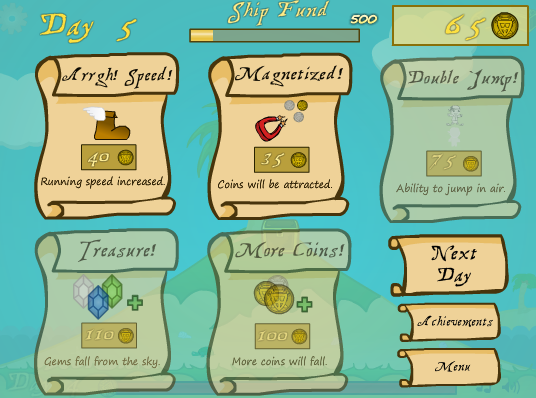 Day 5
Ship Fund
500
65
Arrgh! Speed!
40
Running speed increased.
Magnetized!
35
Coins will be attracted.
Double Jump!
75
Ability to jump in air.
Treasure!
110
Gems fall from the sky.
More Coins!
100
More coins will fall.
Next
Day
Achievements
Menu